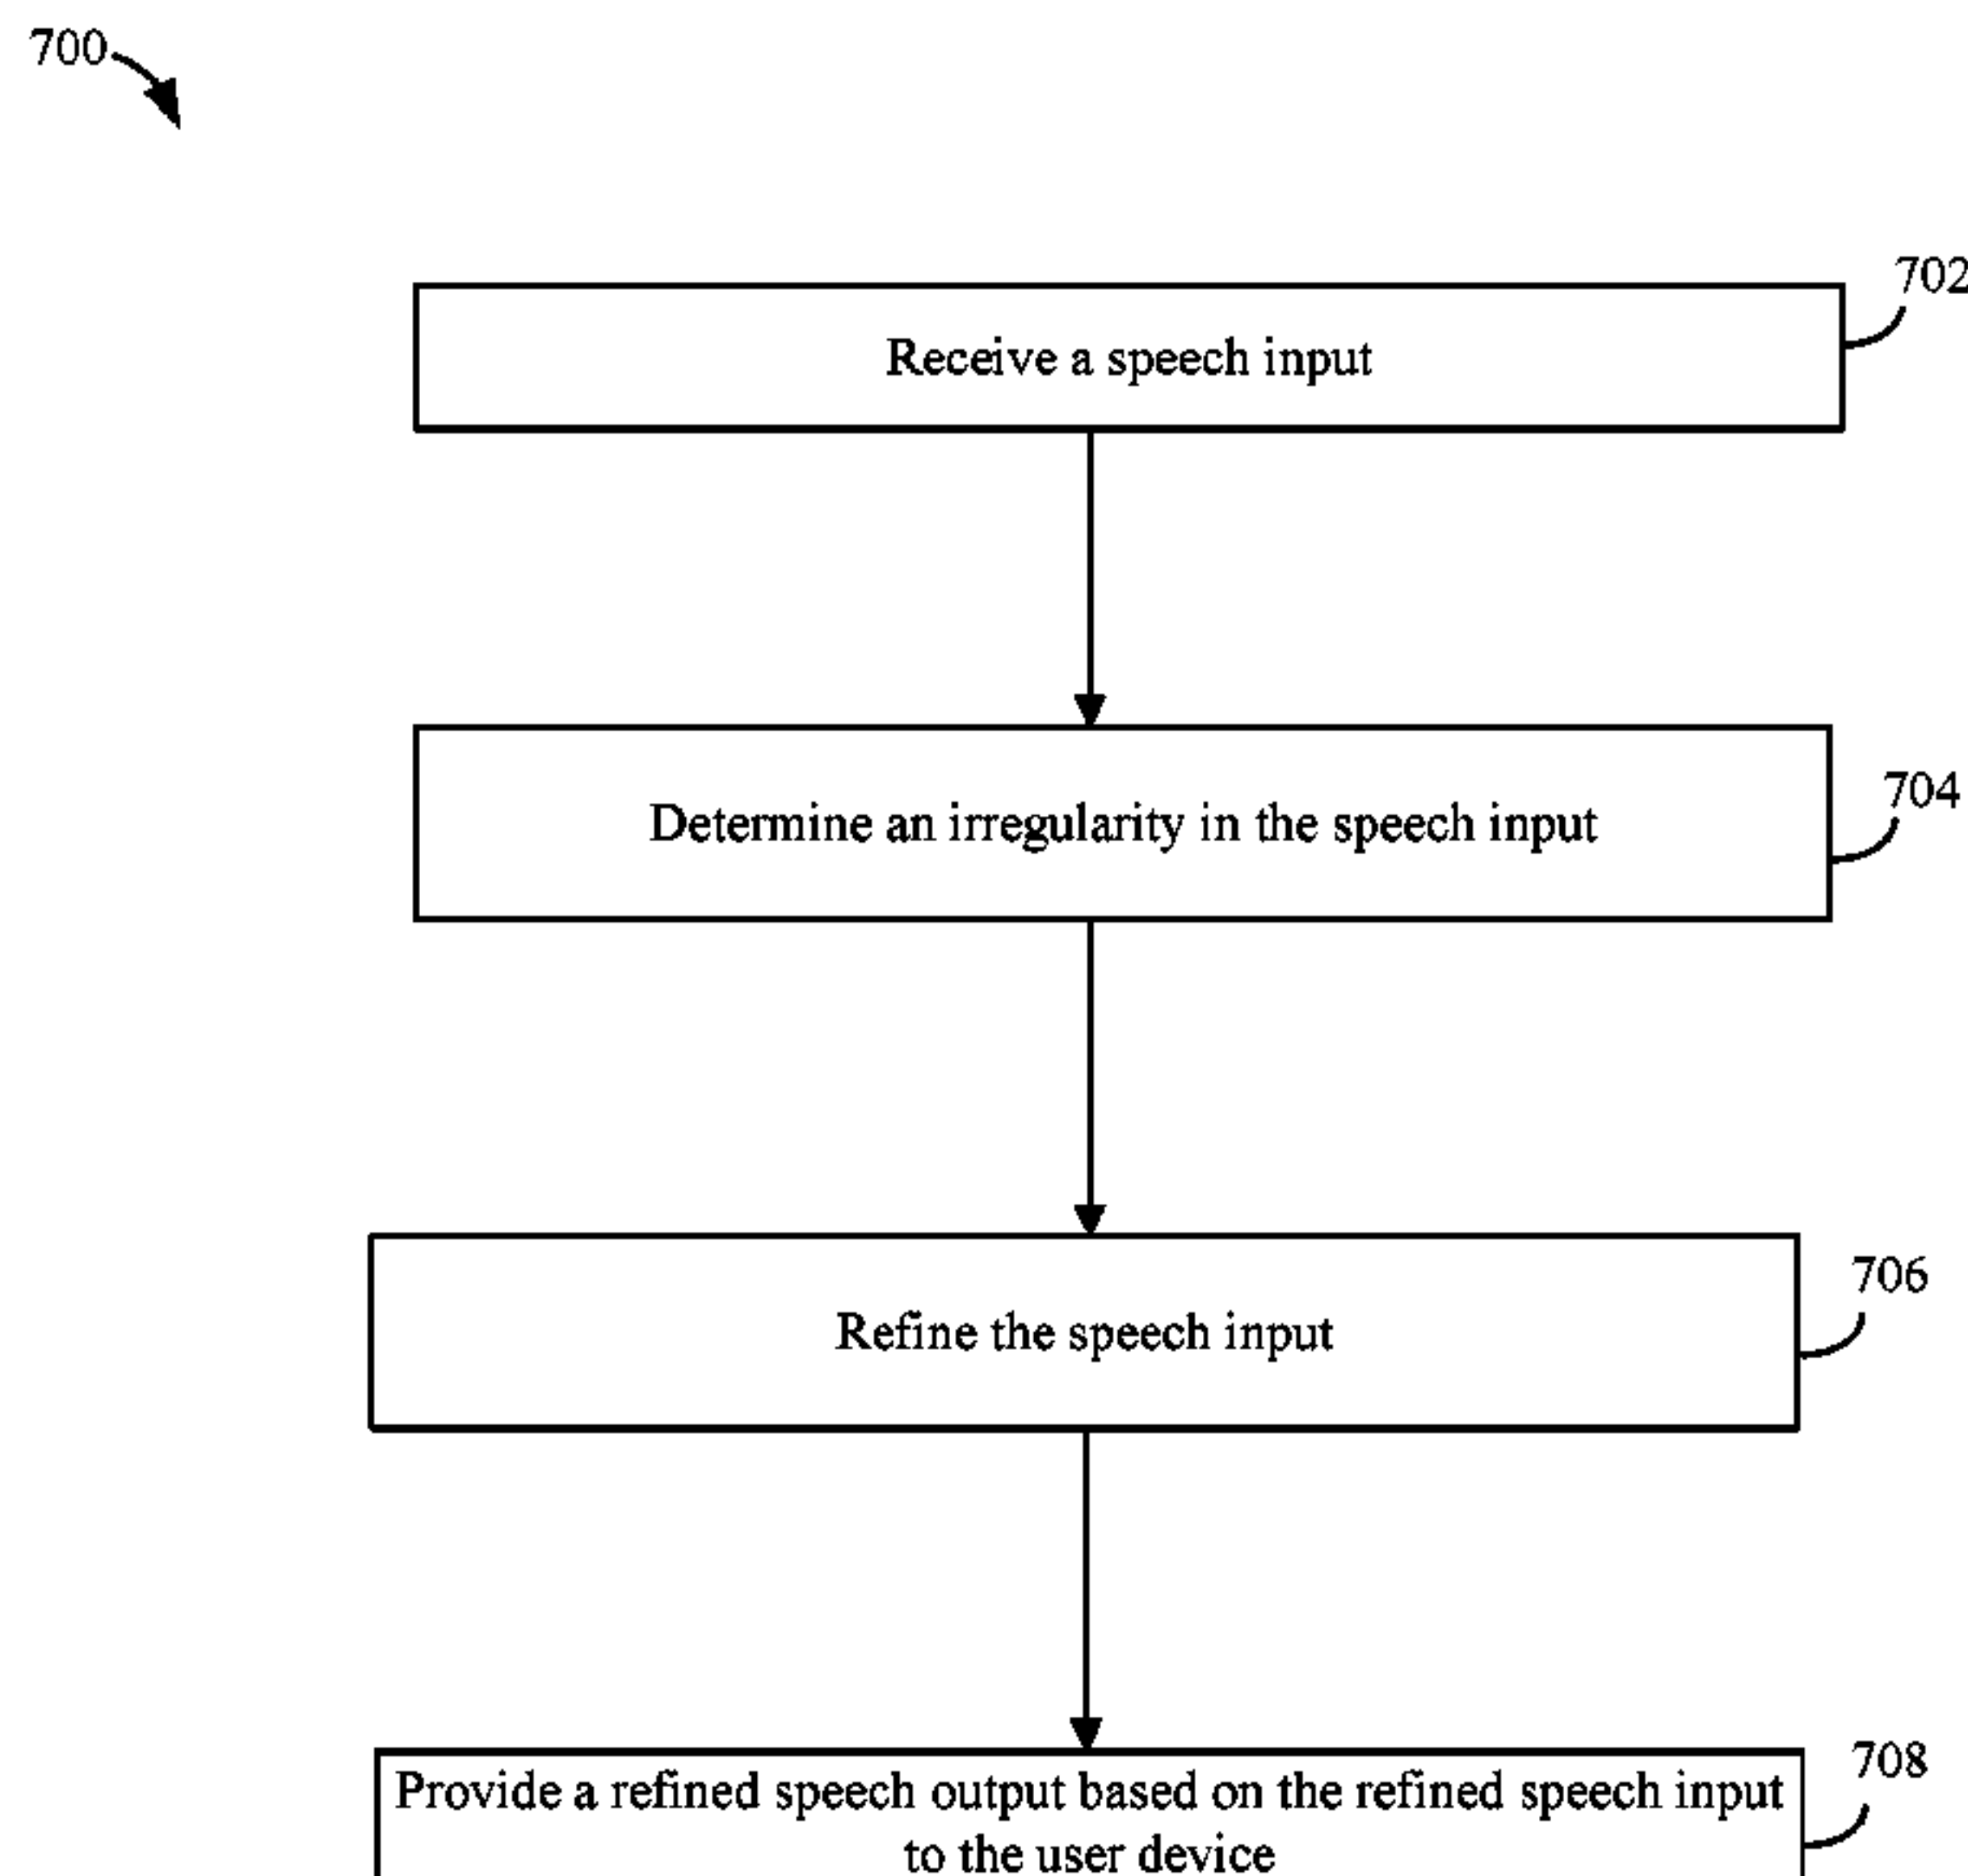 700
702
Receive a speech input
704
Determine an irregularity in the speech input
706
Refine the speech input
708
Provide a refined speech output based on the refined speech input
to the user device